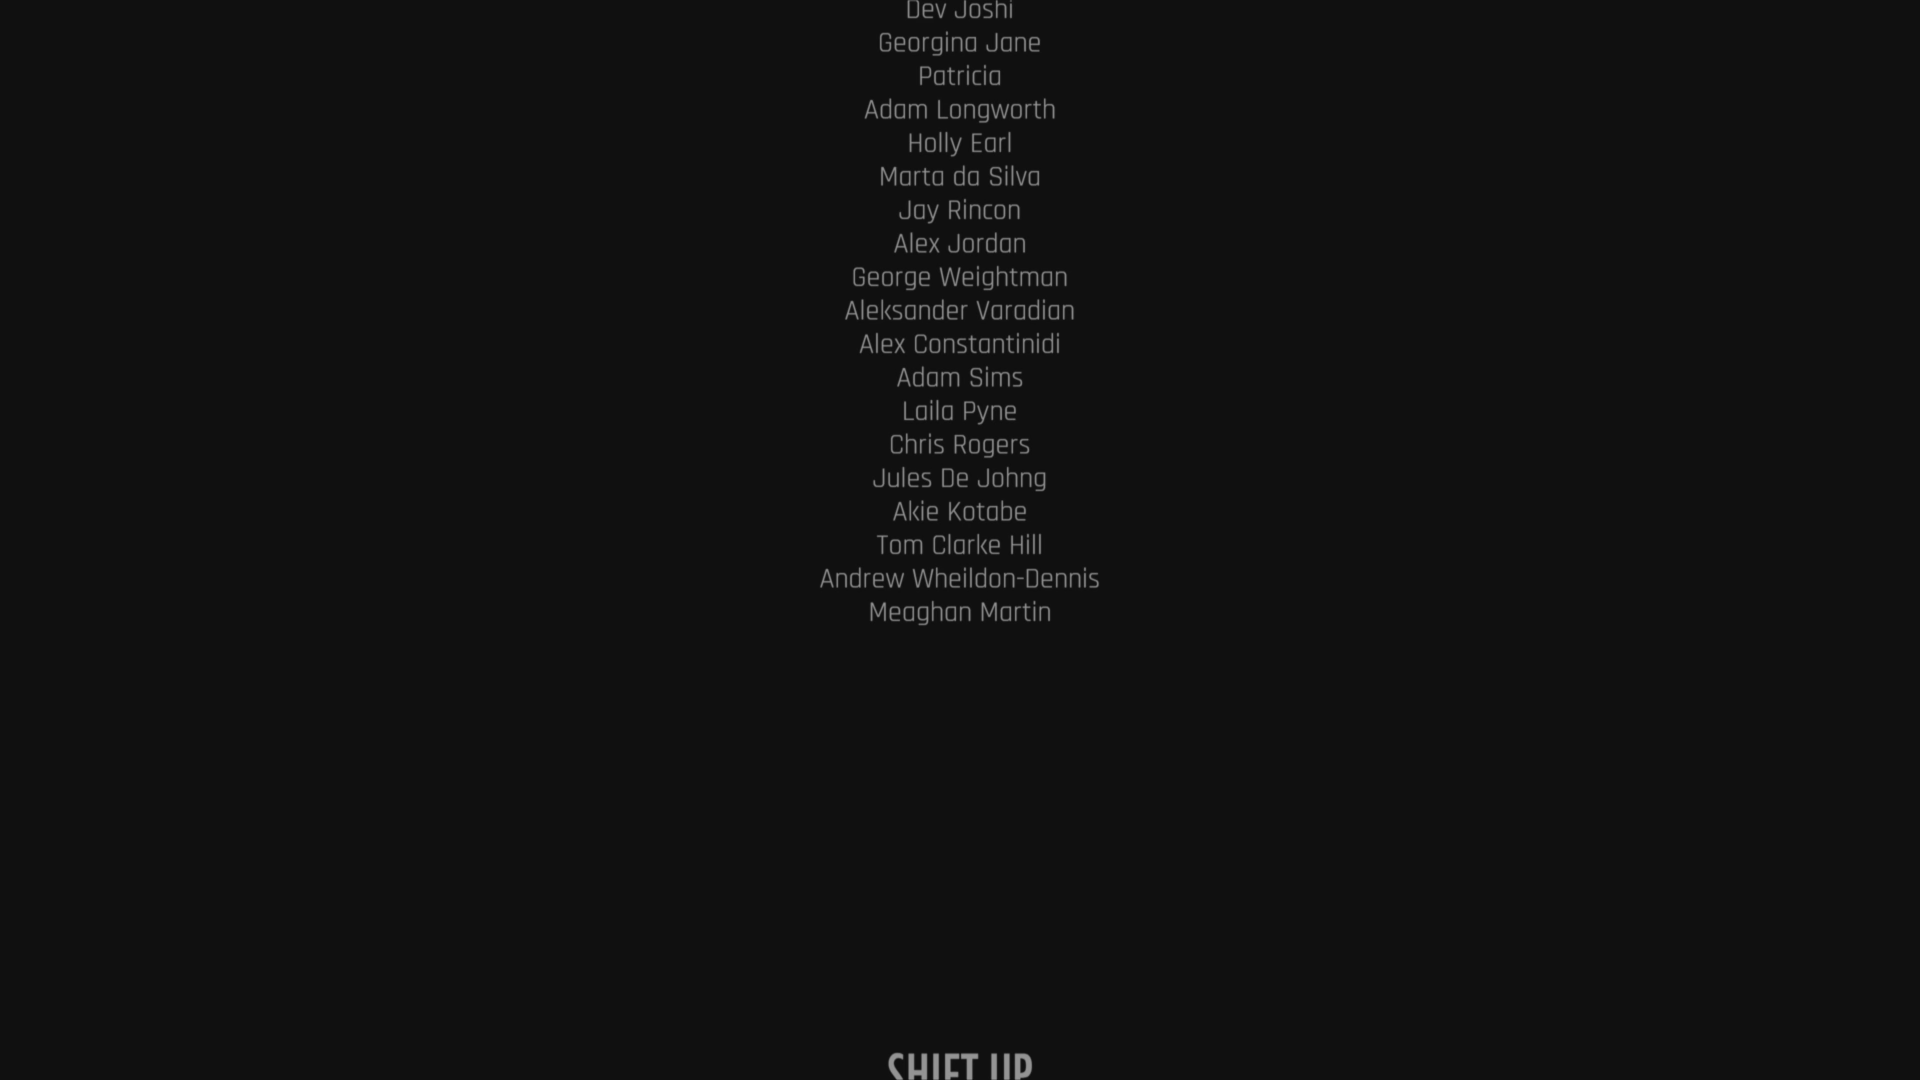 Dev Joshi
Georgina Jane
Patricia
Adam Longworth
Holly Earl
Marta da Silva
Jay Rincon
Alex Jordan
George Weightman
Aleksander Varadian
Alex Constantinidi
Adam Sims
Laila Pyne
Chris Rogers
Jules De Johng
Akie Kotabe
Tom Clarke Hill
Andrew Wheildon-Dennis
Meaghan Martin
SHIFT UP